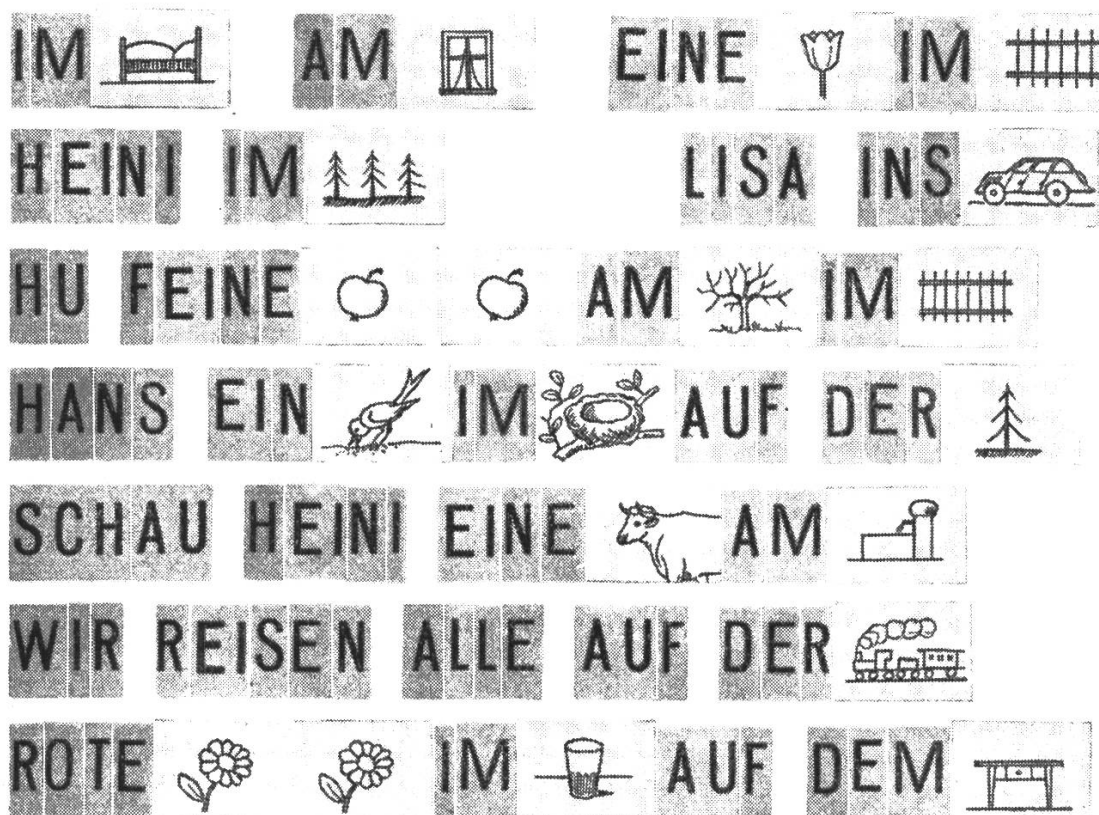 IM AM EINE IM
HEINI IM LISA INS
HU FEINE AM IM
HANS EIN IM AUF DER
SCHAU HEINI EINE AM
WIR REISEN ALLE AUF DER
ROTE IM AUF DEM